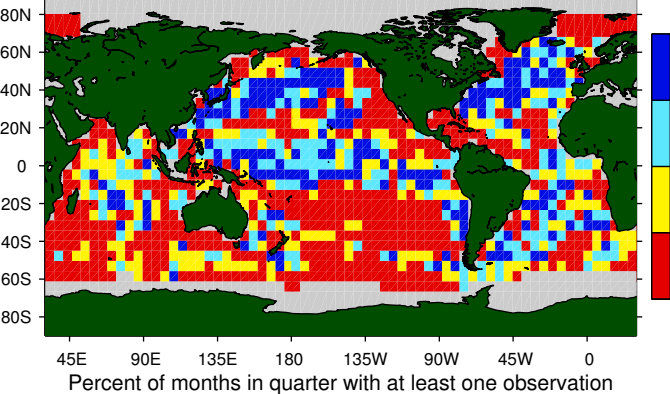 80N
60N
40N
20N
0
20S
40S
60S
80S
45E 90E 135E 180 135W 90W 45W 0
Percent of months in quarter with at least one observation